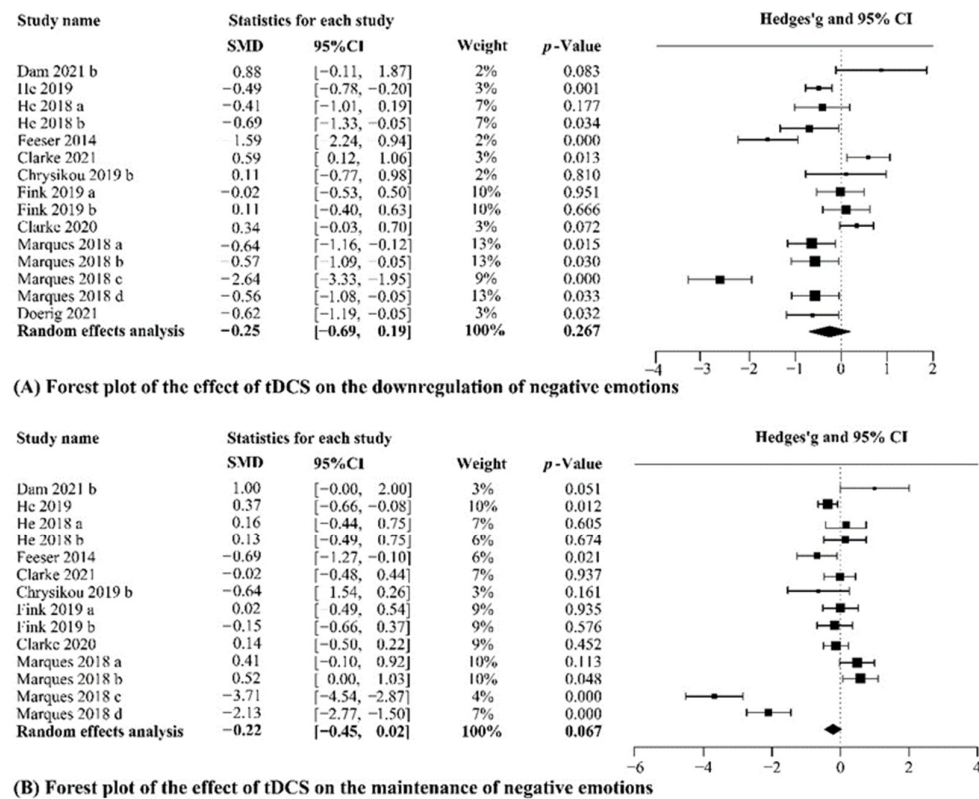 Study name Statistics for each study Hedges'g and 95% CI
SMD 95%CI Weight p-Value
Dam 2021 b 0.88 [−0.11, 1.87] 2% 0.083
Hc 2019 −0.49 [−0.78, −0.20] 3% 0.001
Hc 2018 a −0.41 [−1.01, 0.19] 7% 0.177
Hc 2018 b −0.69 [−1.33, −0.05] 7% 0.034
Feeser 2014 −1.59 [ 2.24, 0.94] 2% 0.000
Clarke 2021 0.59 [ 0.12, 1.06] 3% 0.013
Chrysikou 2019 b 0.11 [−0.77, 0.98] 2% 0.810
Fink 2019 a −0.02 [−0.53, 0.50] 10% 0.951
Fink 2019 b 0.11 [−0.40, 0.63] 10% 0.666
Clarke 2020 0.34 [−0.03, 0.70] 3% 0.072
Marques 2018 a −0.64 [−1.16, −0.12] 13% 0.015
Marques 2018 b −0.57 [−1.09, −0.05] 13% 0.030
Marques 2018 c −2.64 [−3.33, −1.95] 9% 0.000
Marques 2018 d −0.56 [−1.08, −0.05] 13% 0.033
Doerig 2021 −0.62 [−1.19, −0.05] 3% 0.032
Random effects analysis −0.25 [−0.69, 0.19] 100% 0.267
−4 −3 −2 −1 0 1 2
(A) Forest plot of the effect of tDCS on the downregulation of negative emotions
Study name Statistics for each study Hedges'g and 95% CI
SMD 95%CI Weight p-Value
Dam 2021 b 1.00 [−0.00, 2.00] 3% 0.051
Hc 2019 0.37 [−0.66, −0.08] 10% 0.012
He 2018 a 0.16 [−0.44, 0.75] 7% 0.605
He 2018 b 0.13 [−0.49, 0.75] 6% 0.674
Feeser 2014 −0.69 [−1.27, −0.10] 6% 0.021
Clarke 2021 −0.02 [−0.48, 0.44] 7% 0.937
Chrysikou 2019 b −0.64 [ 1.54, 0.26] 3% 0.161
Fink 2019 a 0.02 [−0.49, 0.54] 9% 0.935
Fink 2019 b −0.15 [−0.66, 0.37] 9% 0.576
Clarke 2020 0.14 [−0.50, 0.22] 9% 0.452
Marques 2018 a 0.41 [−0.10, 0.92] 10% 0.113
Marques 2018 b 0.52 [ 0.00, 1.03] 10% 0.048
Marques 2018 c −3.71 [−4.54, −2.87] 4% 0.000
Marques 2018 d −2.13 [−2.77, −1.50] 7% 0.000
Random effects analysis −0.22 [−0.45, 0.02] 100% 0.067
−6 −4 −2 0 2 4
(B) Forest plot of the effect of tDCS on the maintenance of negative emotions